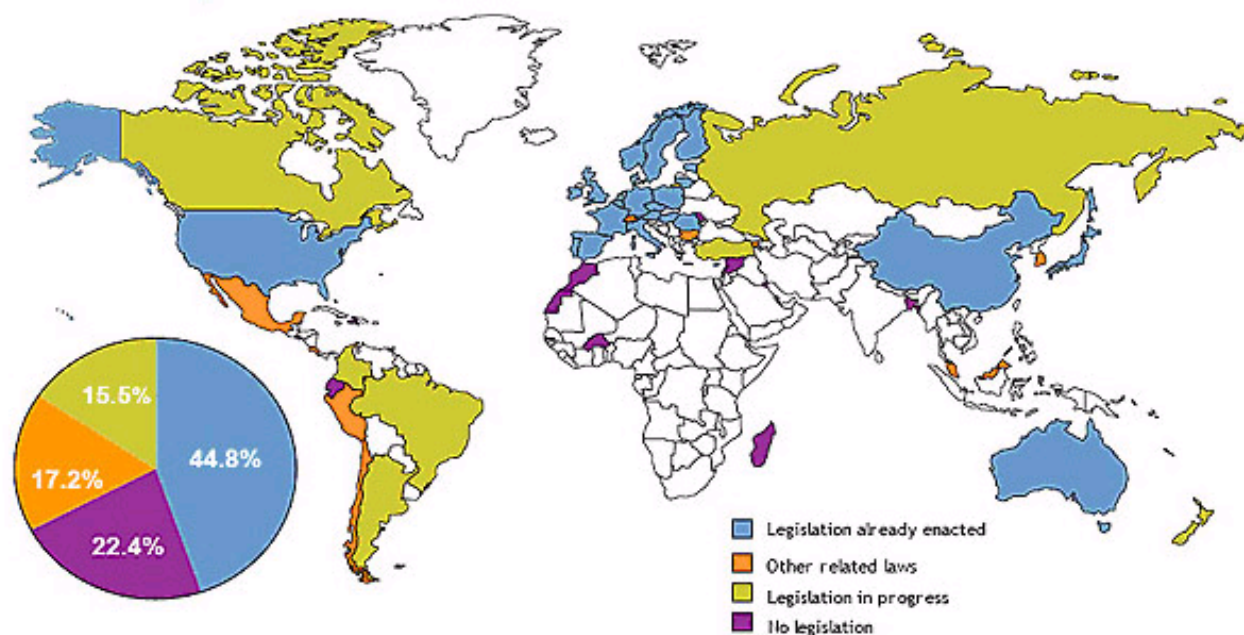 15.5%
44.8%
17.2%
22.4%
Legislation already enacted
Other related laws
Legislation in progress
No legislation